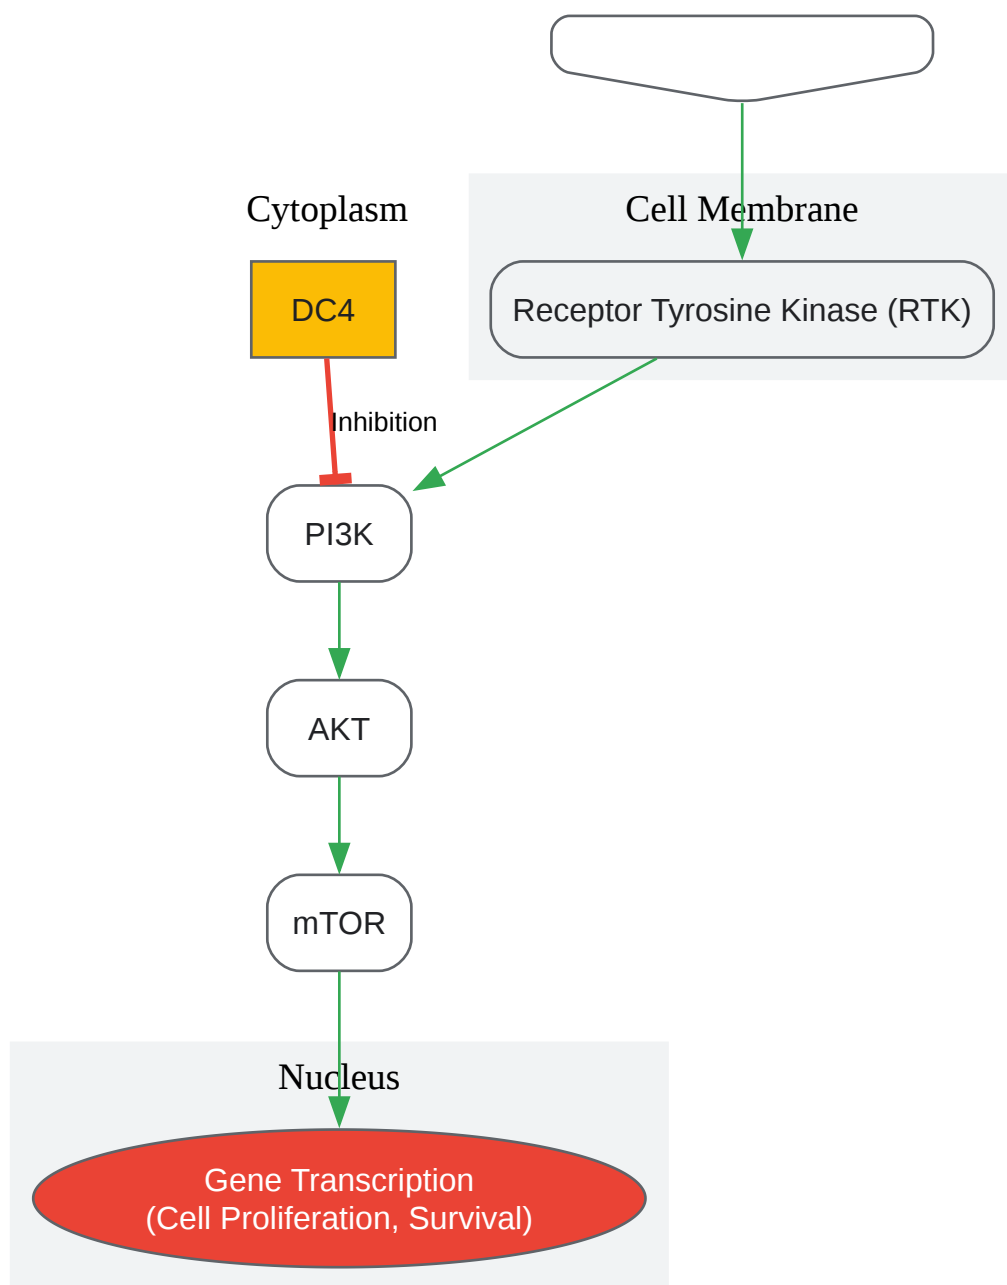 Cytoplasm
Cell Membrane
DC4
Receptor Tyrosine Kinase (RTK)
Inhibition
PI3K
AKT
mTOR
Nucleus
Gene Transcription
(Cell Proliferation, Survival)